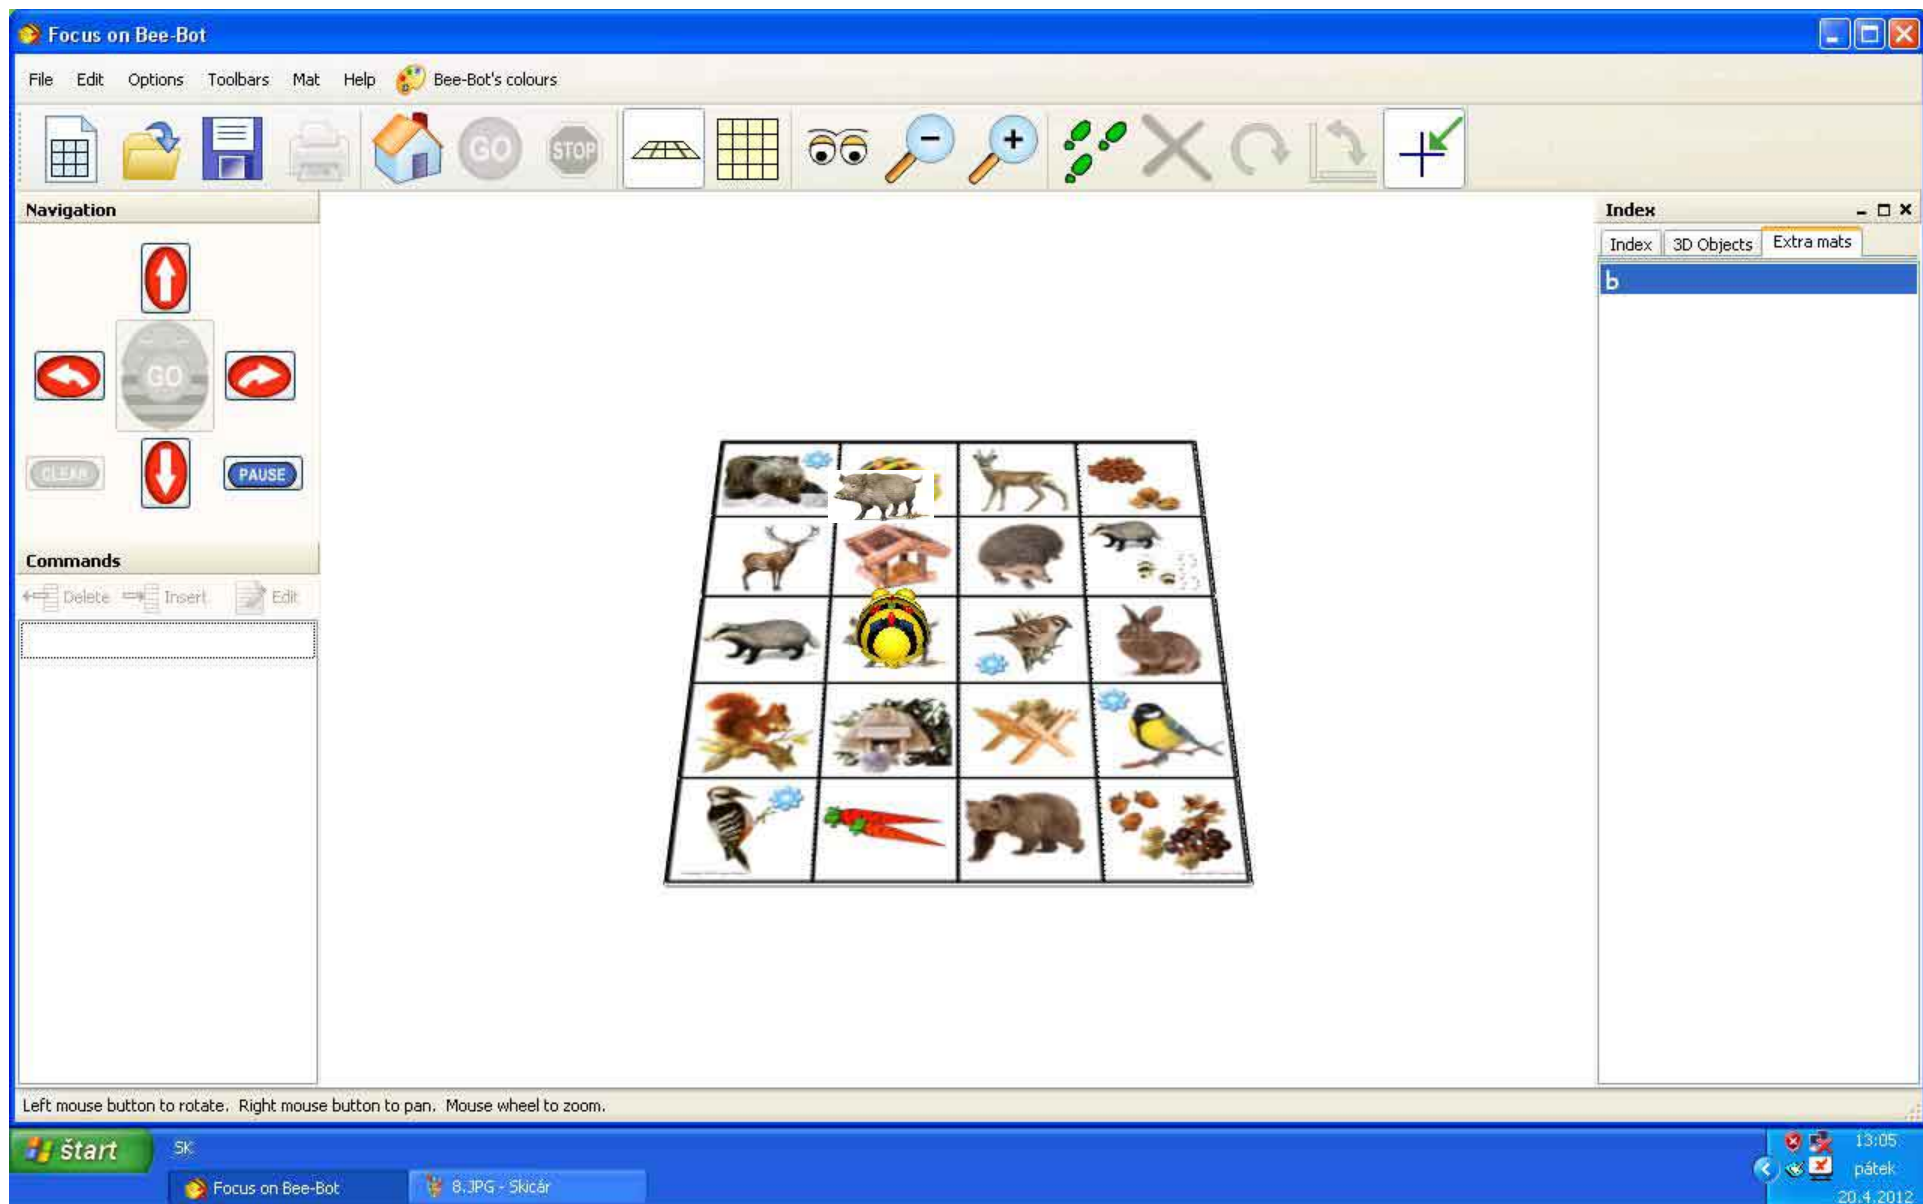 Focus on Bee-Bot
File Edit Options Toolbars Mat Help Bee-Bot's colours
GO STOP
Navigation
GO
CLEAR PAUSE
Commands
Delete Insert Edit
Index
Index 3D Objects Extra mats
b
Left mouse button to rotate. Right mouse button to pan. Mouse wheel to zoom.
štart SK
Focus on Bee-Bot 8.JPG - Skicár
13:05
pátek
20.4.2012